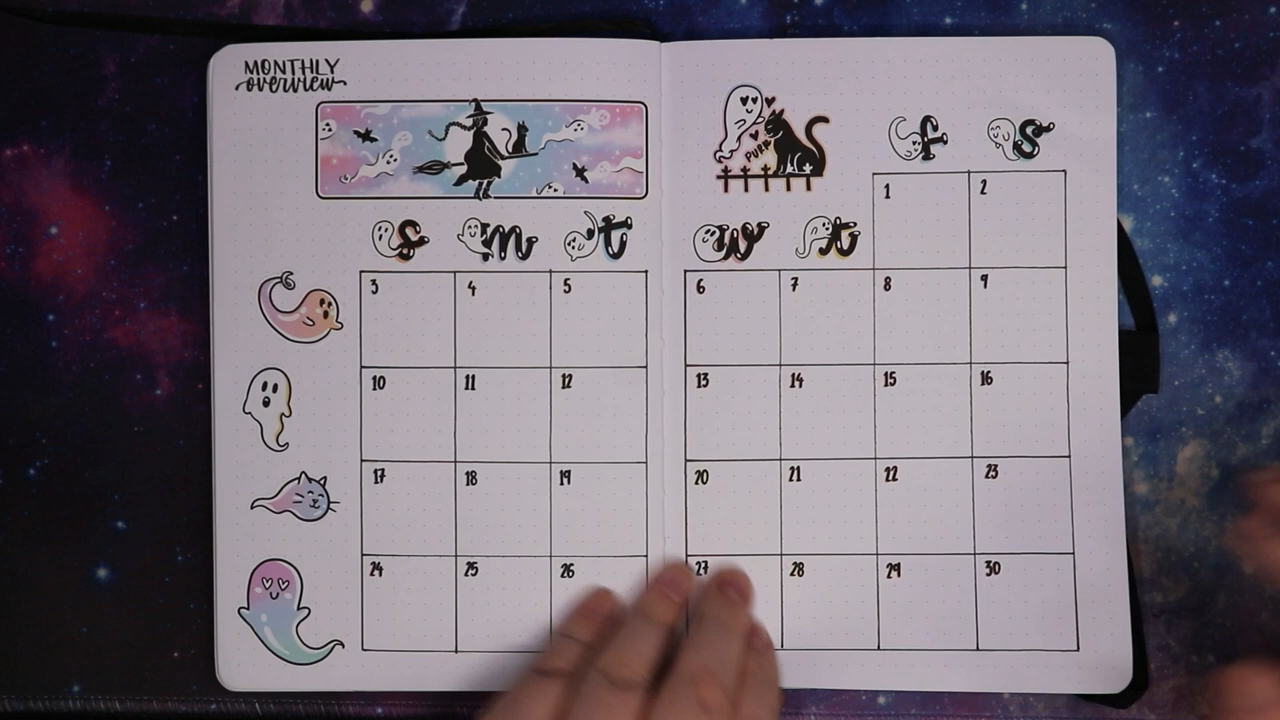 MONTHLY
overview
PURR
f s
1 2
s m t w t
3 4 5 6 7 8 9
10 11 12 13 14 15 16
17 18 19 20 21 22 23
24 25 26 27 28 29 30